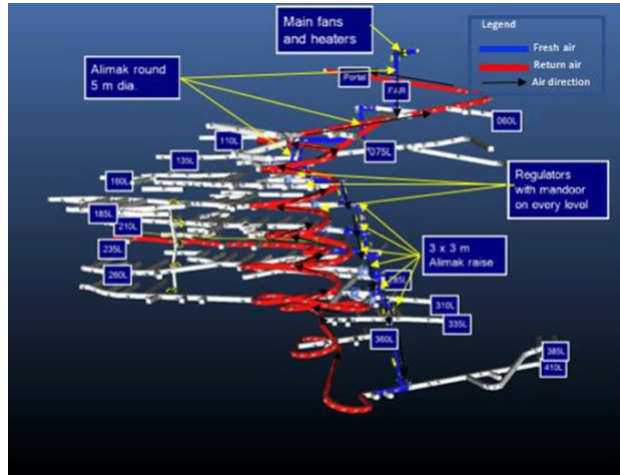 Main fans
and heaters
Legend
Fresh air
Return air
Air direction
Alimak round
5 m dia.
Portal
FAR
060L
110L
075L
135L
160L
Regulators
with mandoor
on every level
185L
210L
235L
3 x 3 m
Alimak raise
260L
285L
310L
335L
360L
385L
410L